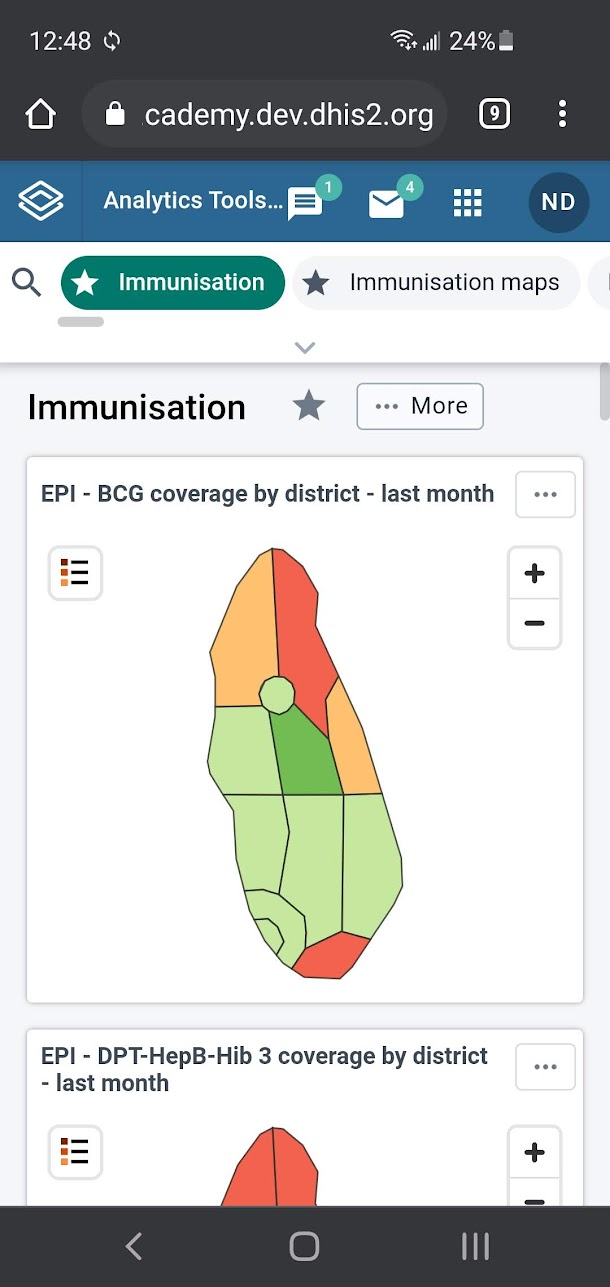 12:48
24%
cademy.dev.dhis2.org
9
Analytics Tools...
1
4
ND
Immunisation
Immunisation maps
Immunisation
More
EPI - BCG coverage by district - last month
+
−
EPI - DPT-HepB-Hib 3 coverage by district
- last month
+
−